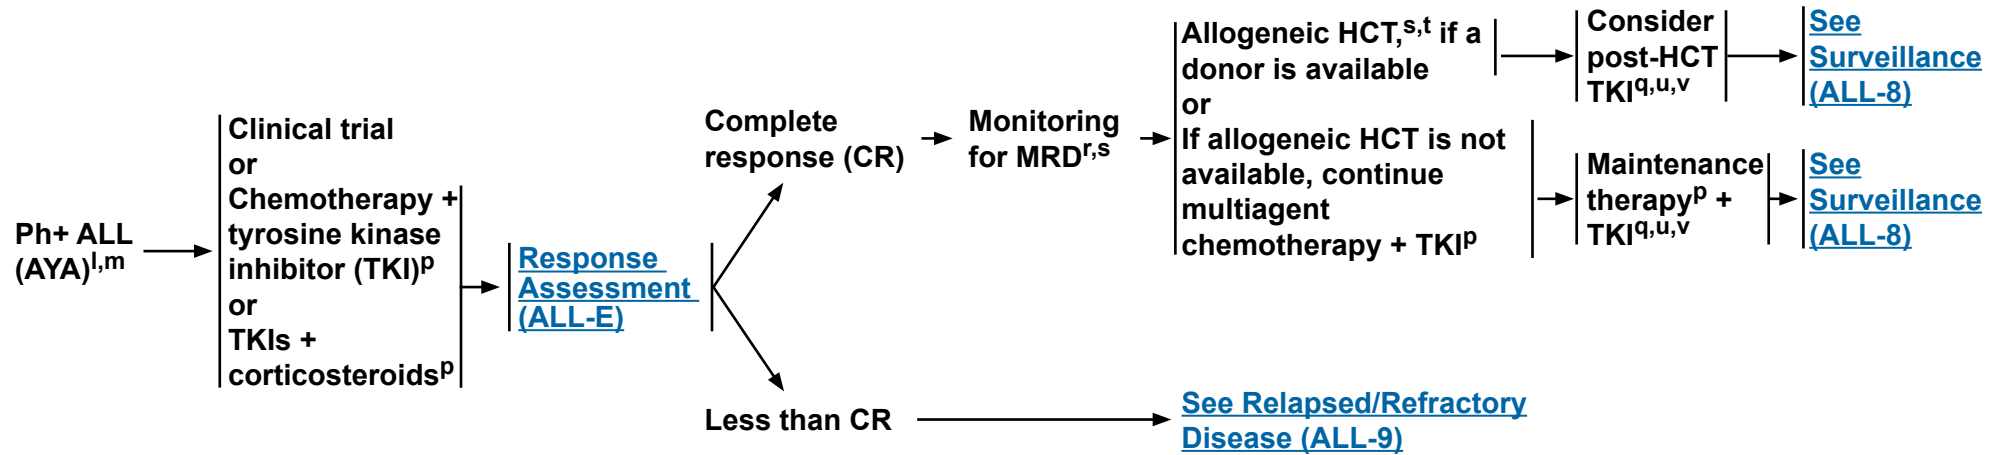 Ph+ ALL
(AYA)l,m
Clinical trial
or
Chemotherapy +
tyrosine kinase
inhibitor (TKI)p
or
TKIs +
corticosteroidsp
Response
Assessment
(ALL-E)
Complete
response (CR)
Monitoring
for MRDr,s
Allogeneic HCT,s,t if a
donor is available
or
If allogeneic HCT is not
available, continue
multiagent
chemotherapy + TKIp
Consider
post-HCT
TKIq,u,v
See
Surveillance
(ALL-8)
Maintenance
therapyp +
TKIq,u,v
See
Surveillance
(ALL-8)
Less than CR
See Relapsed/Refractory
Disease (ALL-9)